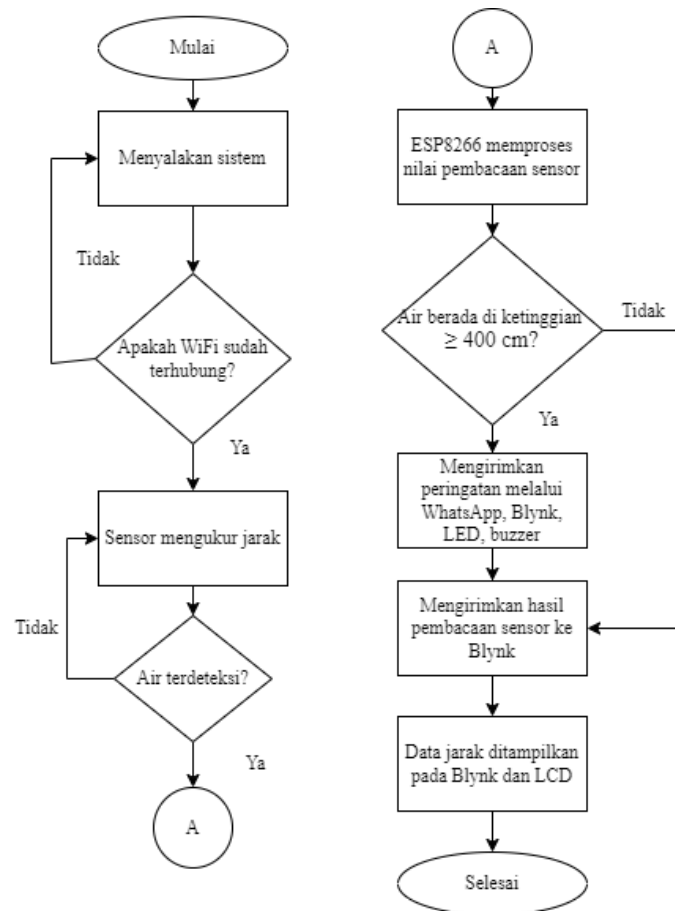 Mulai
Menyalakan sistem
Tidak
Apakah WiFi sudah
terhubung?
Ya
Sensor mengukur jarak
Tidak
Air terdeteksi?
Ya
A
A
ESP8266 memproses
nilai pembacaan sensor
Air berada di ketinggian
≥ 400 cm?
Tidak
Ya
Mengirimkan
peringatan melalui
WhatsApp, Blynk,
LED, buzzer
Mengirimkan hasil
pembacaan sensor ke
Blynk
Data jarak ditampilkan
pada Blynk dan LCD
Selesai